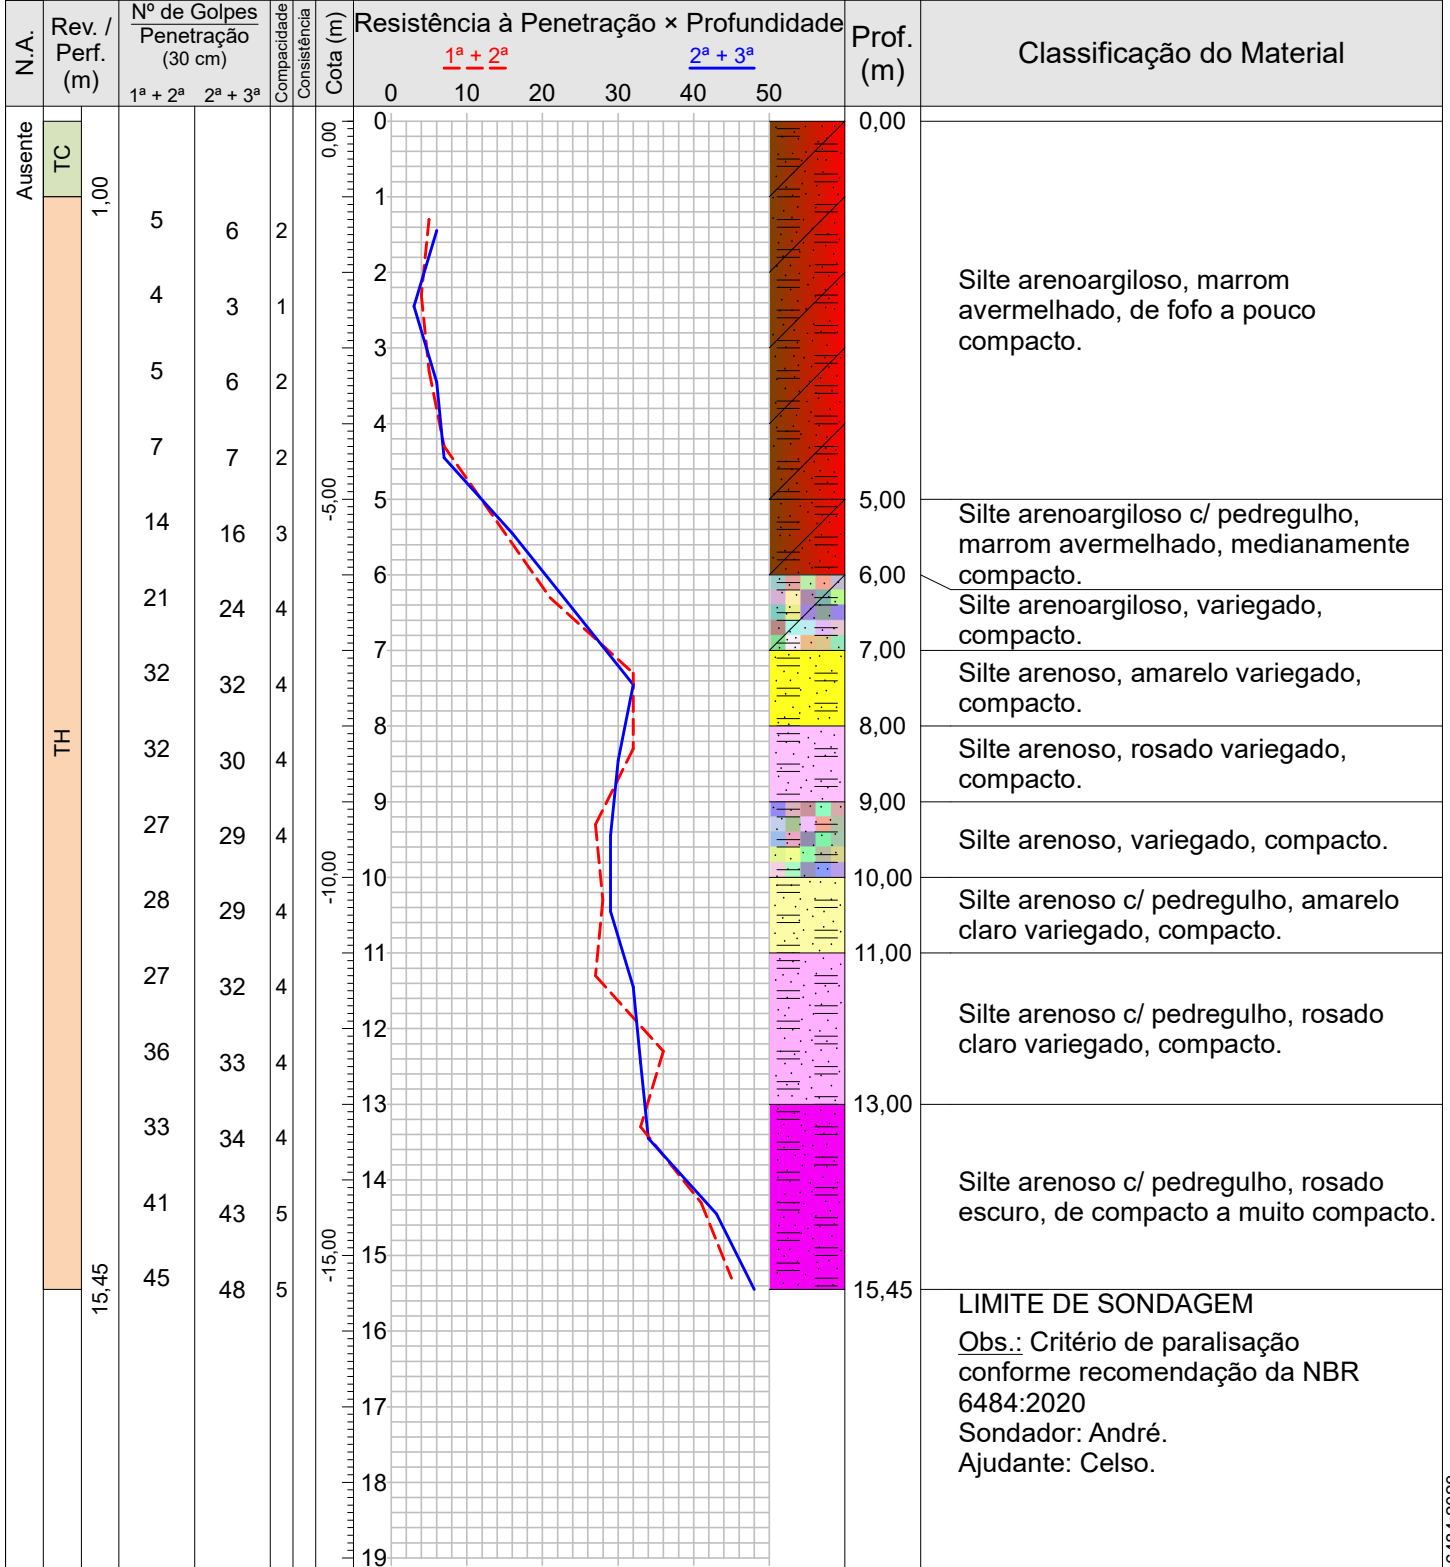 N.A.
Rev. /
Perf.
(m)
Nº de Golpes
Penetração
(30 cm)
1ª + 2ª
2ª + 3ª
Compacidade
Consistência
Cota (m)
Resistência à Penetração × Profundidade
1ª + 2ª
2ª + 3ª
0 10 20 30 40 50
Prof.
(m)
Classificação do Material
Ausente
TC
1,00
TH
15,45
5 6 2
4 3 1
5 6 2
7 7 2
14 16 3
21 24 4
32 32 4
32 30 4
27 29 4
28 29 4
27 32 4
36 33 4
33 34 4
41 43 5
45 48 5
0,00
-5,00
-10,00
-15,00
0
1
2
3
4
5
6
7
8
9
10
11
12
13
14
15
16
17
18
19
0,00
Silte arenoargiloso, marrom
avermelhado, de fofo a pouco
compacto.
5,00
Silte arenoargiloso c/ pedregulho,
marrom avermelhado, medianamente
compacto.
6,00
Silte arenoargiloso, variegado,
compacto.
7,00
Silte arenoso, amarelo variegado,
compacto.
8,00
Silte arenoso, rosado variegado,
compacto.
9,00
Silte arenoso, variegado, compacto.
10,00
Silte arenoso c/ pedregulho, amarelo
claro variegado, compacto.
11,00
Silte arenoso c/ pedregulho, rosado
claro variegado, compacto.
13,00
Silte arenoso c/ pedregulho, rosado
escuro, de compacto a muito compacto.
15,45
LIMITE DE SONDAGEM
Obs.: Critério de paralisação
conforme recomendação da NBR
6484:2020
Sondador: André.
Ajudante: Celso.